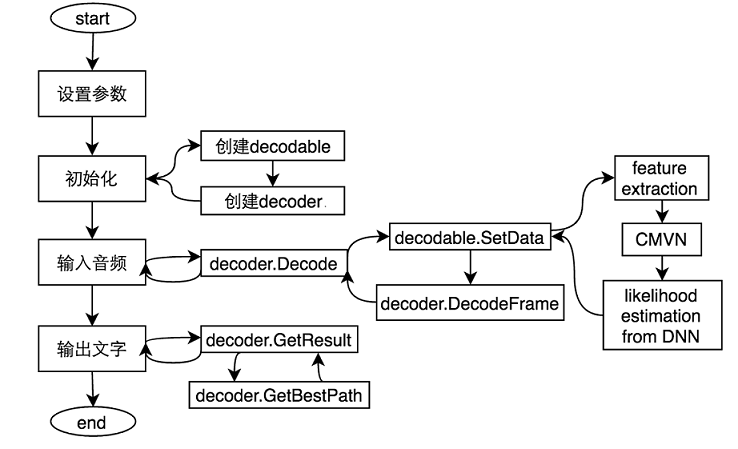 start
设置参数
初始化
创建decodable
创建decoder
输入音频
decoder.Decode
decodable.SetData
decoder.DecodeFrame
feature
extraction
CMVN
likelihood
estimation
from DNN
输出文字
decoder.GetResult
decoder.GetBestPath
end